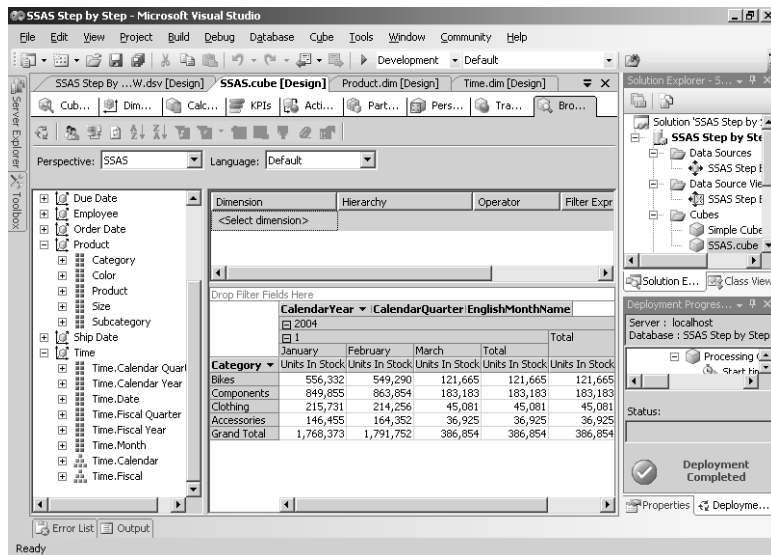 SSAS Step by Step - Microsoft Visual Studio
File Edit View Project Build Debug Database Cube Tools Window Community Help
Development Default
SSAS Step By ...W.dsv [Design] SSAS.cube [Design] Product.dim [Design] Time.dim [Design]
Cub... Dim... Calc... KPIs Acti... Part... Pers... Tra... Bro...
Perspective: SSAS Language: Default
Server Explorer
Toolbox
Due Date
Employee
Order Date
Product
Category
Color
Product
Size
Subcategory
Ship Date
Time
Time.Calendar Quar
Time.Calendar Year
Time.Date
Time.Fiscal Quarter
Time.Fiscal Year
Time.Month
Time.Calendar
Time.Fiscal
Dimension Hierarchy Operator Filter Expr
<Select dimension>
Drop Filter Fields Here
CalendarYear CalendarQuarter EnglishMonthName
2004
1 Total
January February March Total
Category Units In Stock Units In Stock Units In Stock Units In Stock Units In Stock
Bikes 556,332 549,290 121,665 121,665 121,665
Components 849,855 863,854 183,183 183,183 183,183
Clothing 215,731 214,256 45,081 45,081 45,081
Accessories 146,455 164,352 36,925 36,925 36,925
Grand Total 1,768,373 1,791,752 386,854 386,854 386,854
Solution Explorer - S...
Solution 'SSAS Step by
SSAS Step by Ste
Data Sources
SSAS Step B
Data Source Vie
SSAS Step B
Cubes
Simple Cube
SSAS.cube
Solution E... Class View
Deployment Progres...
Server : localhost
Database : SSAS Step by Step
Processing
Start tim
Status:
Deployment
Completed
Properties Deployme...
Error List Output
Ready